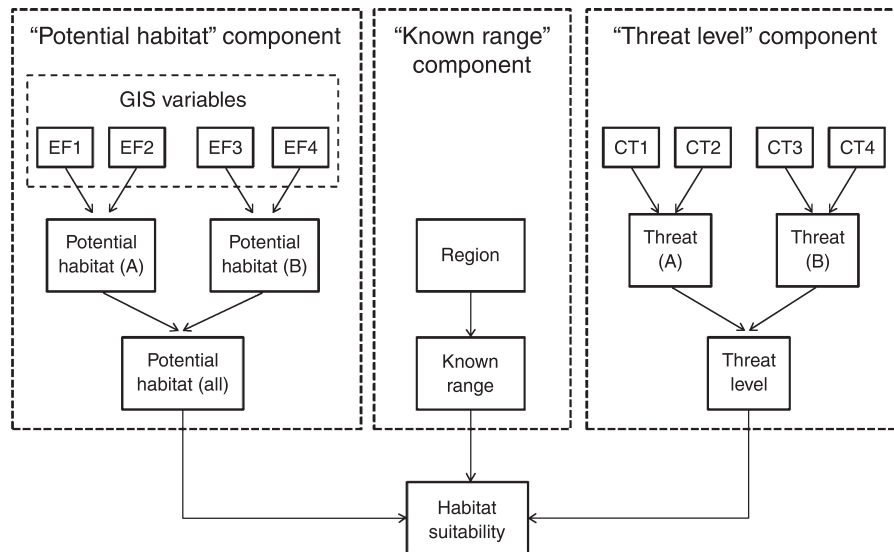 “Potential habitat” component
GIS variables
EF1
EF2
EF3
EF4
Potential
habitat (A)
Potential
habitat (B)
Potential
habitat (all)
“Known range”
component
Region
Known
range
“Threat level” component
CT1
CT2
CT3
CT4
Threat
(A)
Threat
(B)
Threat
level
Habitat
suitability